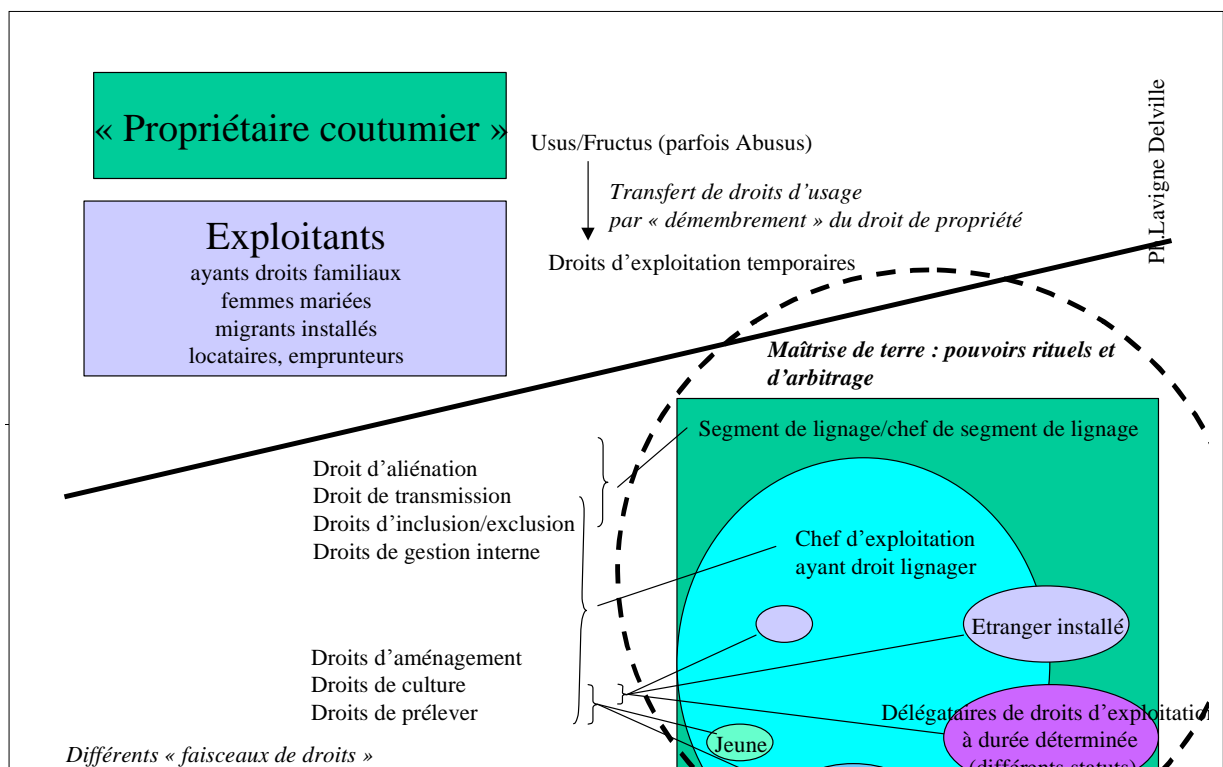 « Propriétaire coutumier »
Usus/Fructus (parfois Abusus)
Transfert de droits d’usage
par « démembrement » du droit de propriété
Droits d’exploitation temporaires
Ph.Lavigne Delville
Exploitants
ayants droits familiaux
femmes mariées
migrants installés
locataires, emprunteurs
Maîtrise de terre : pouvoirs rituels et
d’arbitrage
Segment de lignage/chef de segment de lignage
Droit d’aliénation
Droit de transmission
Droits d’inclusion/exclusion
Droits de gestion interne
Chef d’exploitation
ayant droit lignager
Etranger installé
Droits d’aménagement
Droits de culture
Droits de prélever
Délégataires de droits d’exploitation
à durée déterminée
(différents statuts)
Jeune
Différents « faisceaux de droits »